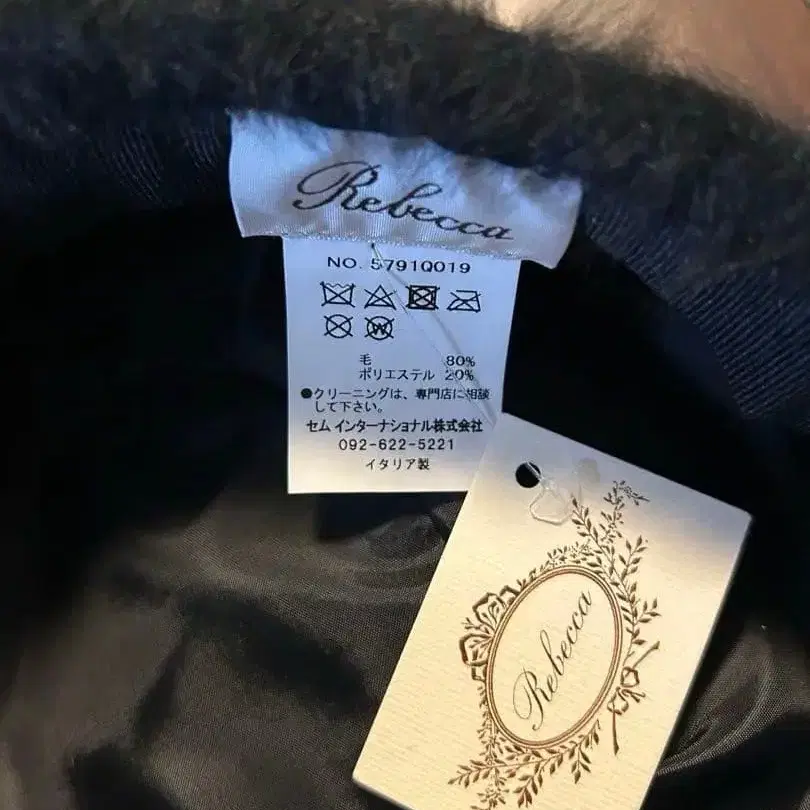 Rebecca
NO. 5791Q019
W
毛 80%
ポリエステル 20%
●クリーニングは、専門店に相談
して下さい。
セム インターナショナル株式会社
092-622-5221
イタリア製
Rebecca